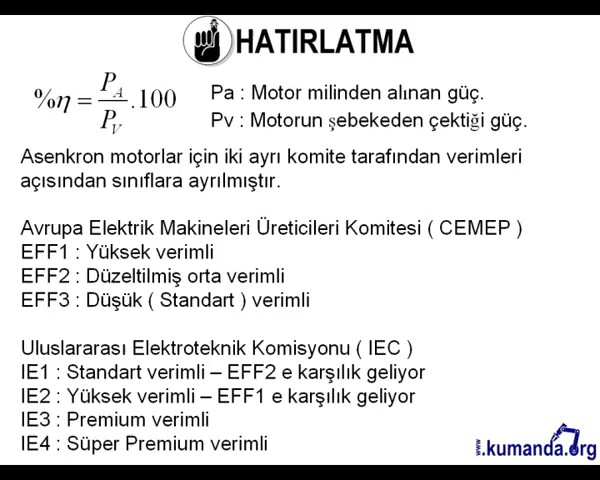 HATIRLATMA
%η = P_A / P_V .100
Pa : Motor milinden alınan güç.
Pv : Motorun şebekeden çektiği güç.
Asenkron motorlar için iki ayrı komite tarafından verimleri
açısından sınıflara ayrılmıştır.
Avrupa Elektrik Makineleri Üreticileri Komitesi ( CEMEP )
EFF1 : Yüksek verimli
EFF2 : Düzeltilmiş orta verimli
EFF3 : Düşük ( Standart ) verimli
Uluslararası Elektroteknik Komisyonu ( IEC )
IE1 : Standart verimli – EFF2 e karşılık geliyor
IE2 : Yüksek verimli – EFF1 e karşılık geliyor
IE3 : Premium verimli
IE4 : Süper Premium verimli
www.kumanda.org